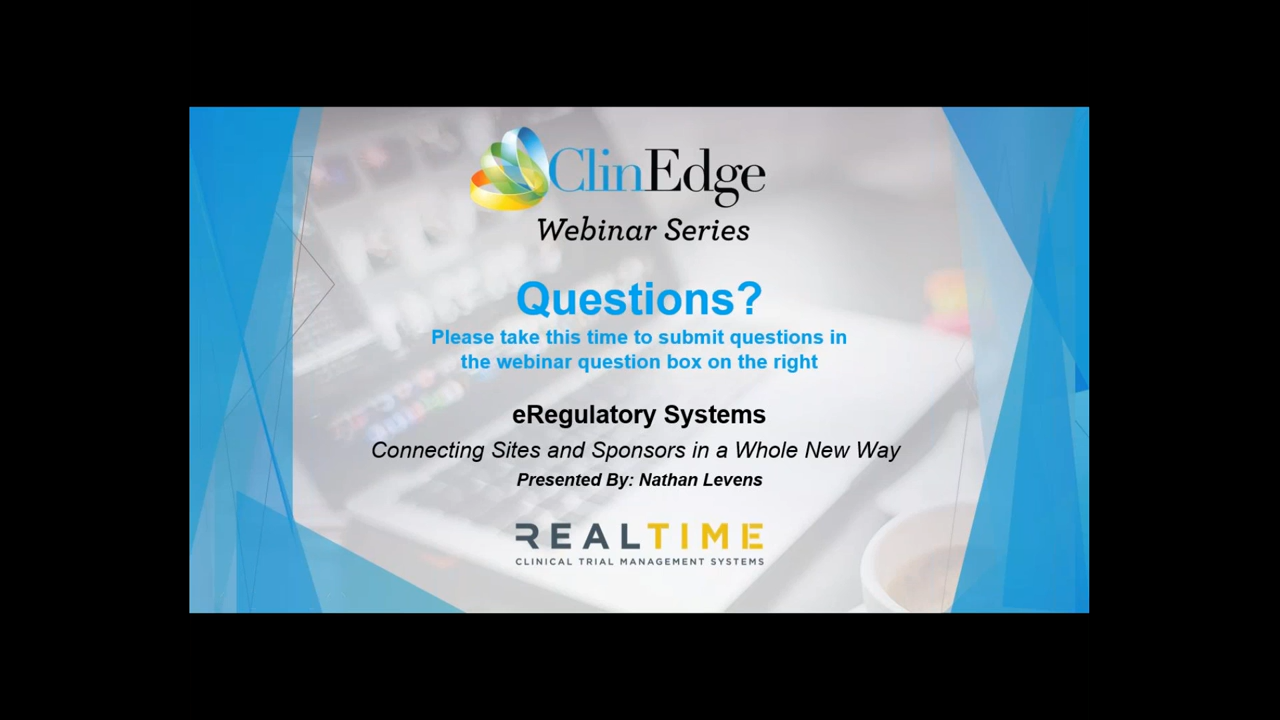 ClinEdge
Webinar Series
Questions?
Please take this time to submit questions in
the webinar question box on the right
eRegulatory Systems
Connecting Sites and Sponsors in a Whole New Way
Presented By: Nathan Levens
REALTIME
CLINICAL TRIAL MANAGEMENT SYSTEMS